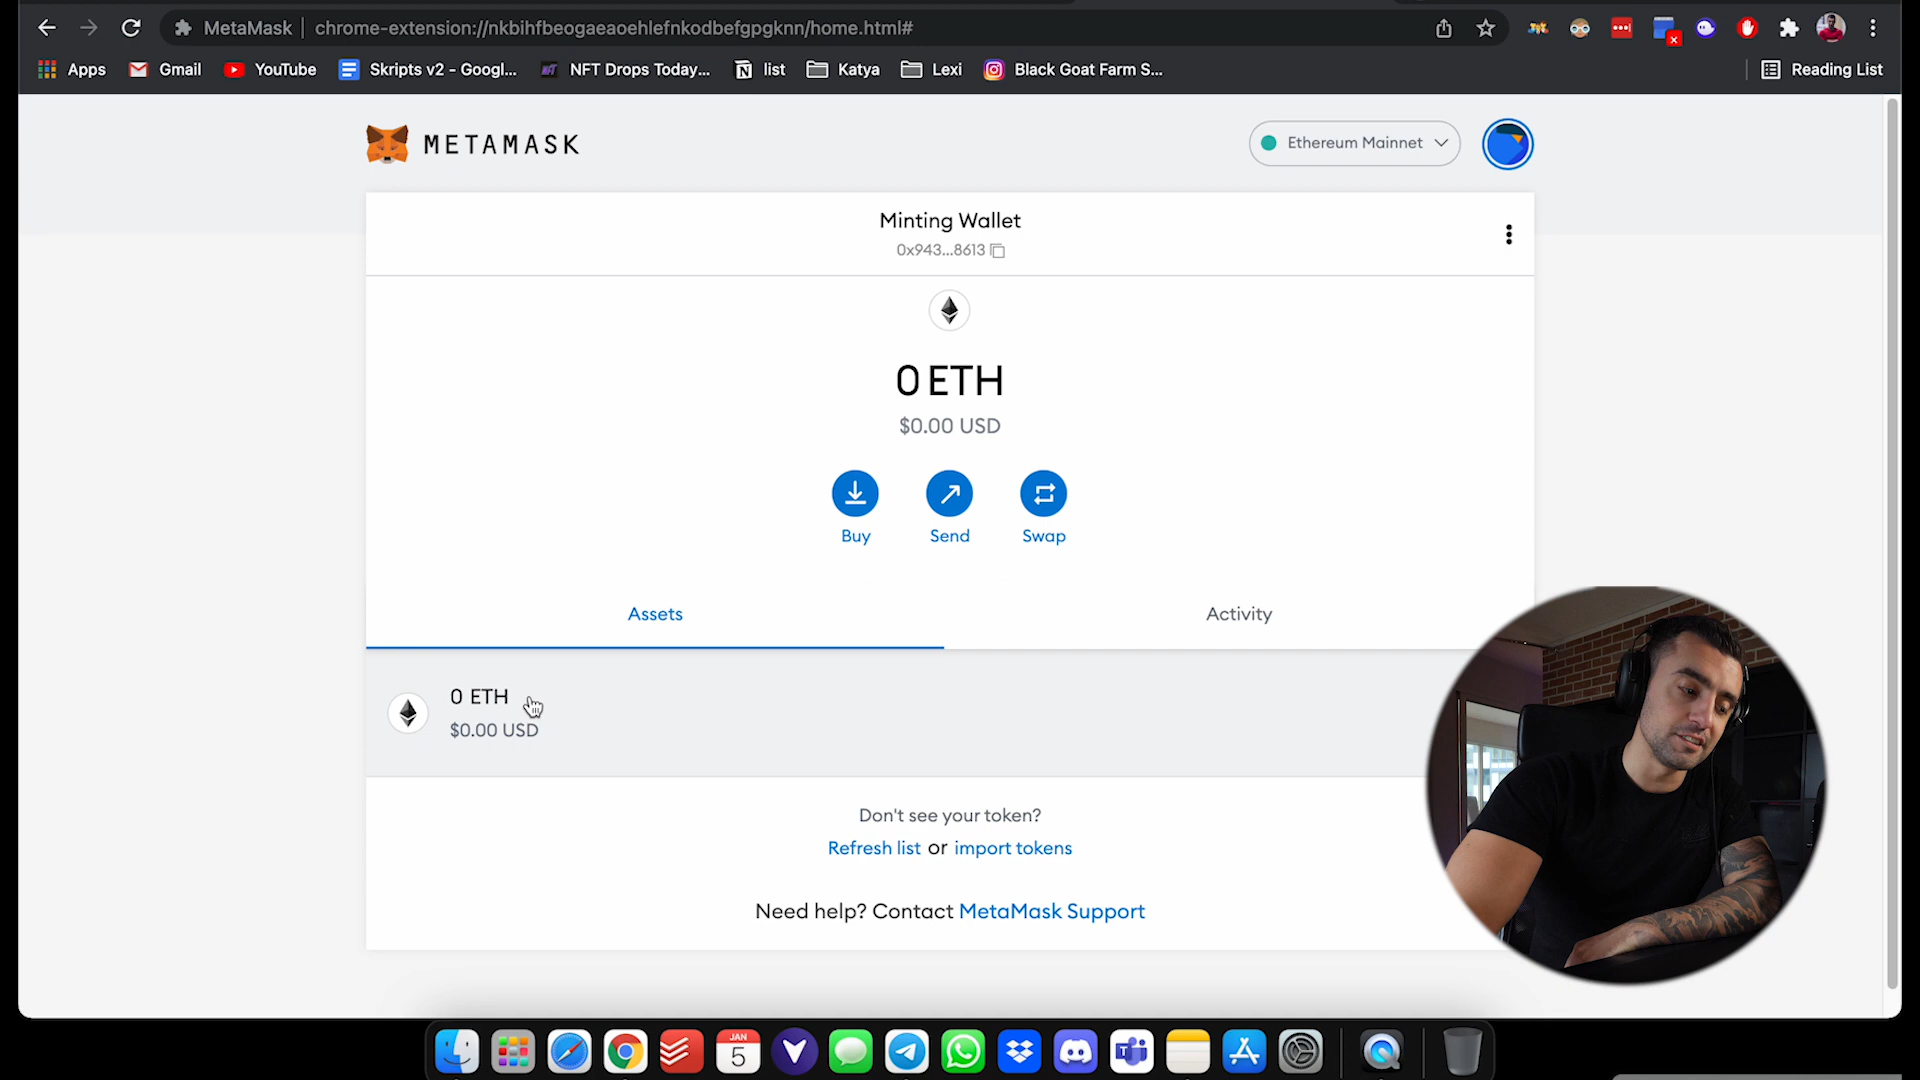 MetaMask
chrome-extension://nkbihfbeogaeaoehlefnkodbefgpgknn/home.html#
Apps
Gmail
YouTube
Skripts v2 - Googl...
NFT Drops Today...
list
Katya
Lexi
Black Goat Farm S...
Reading List
METAMASK
Ethereum Mainnet
Minting Wallet
0x943...8613
0 ETH
$0.00 USD
Buy
Send
Swap
Assets
Activity
0 ETH
$0.00 USD
Don't see your token?
Refresh list or import tokens
Need help? Contact MetaMask Support
JAN
5